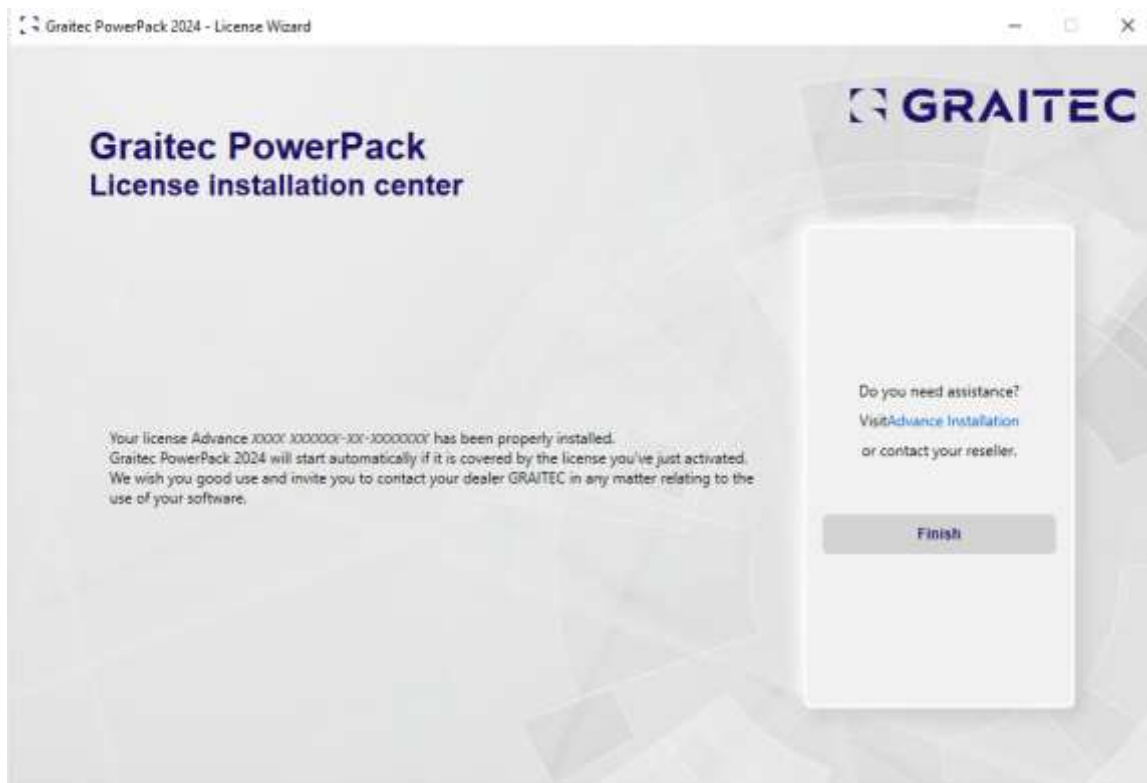 Graitec PowerPack 2024 - License Wizard
GRAITEC
Graitec PowerPack
License installation center
Your license Advance XXXX XXXXXX-XX-XXXXXXX has been properly installed.
Graitec PowerPack 2024 will start automatically if it is covered by the license you've just activated.
We wish you good use and invite you to contact your dealer GRAITEC in any matter relating to the
use of your software.
Do you need assistance?
VisitAdvance Installation
or contact your reseller.
Finish